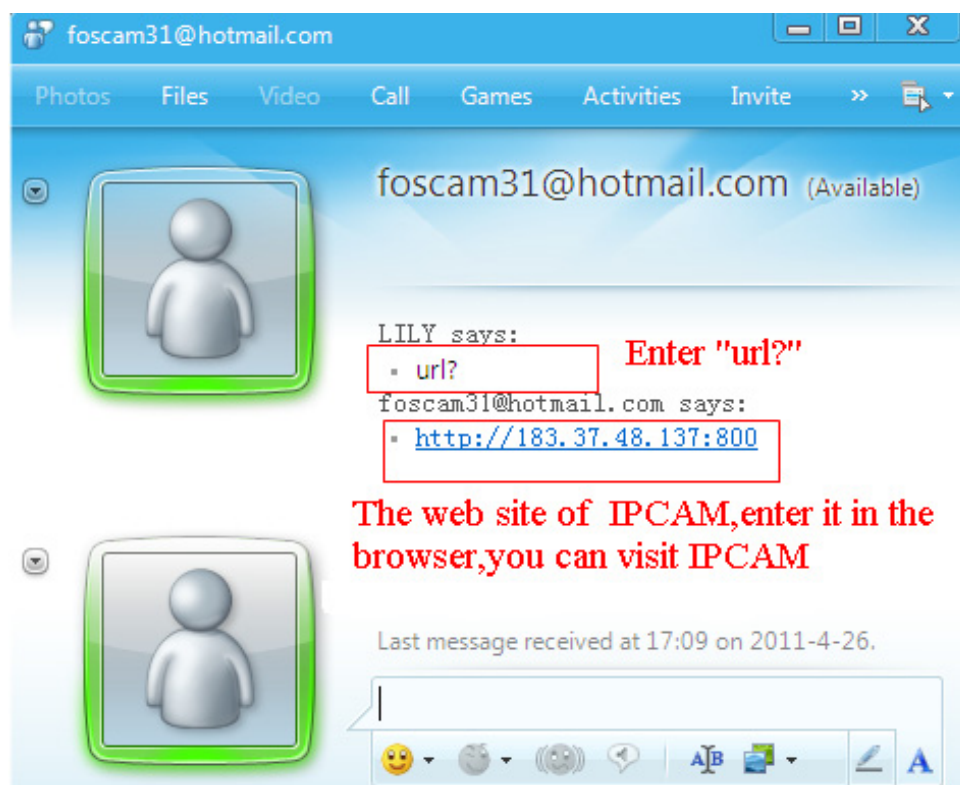 foscam31@hotmail.com
Photos Files Video Call Games Activities Invite »
foscam31@hotmail.com (Available)
LILY says:
url?
Enter "url?"
foscam31@hotmail.com says:
http://183.37.48.137:800
The web site of IPCAM,enter it in the
browser,you can visit IPCAM
Last message received at 17:09 on 2011-4-26.
AB A